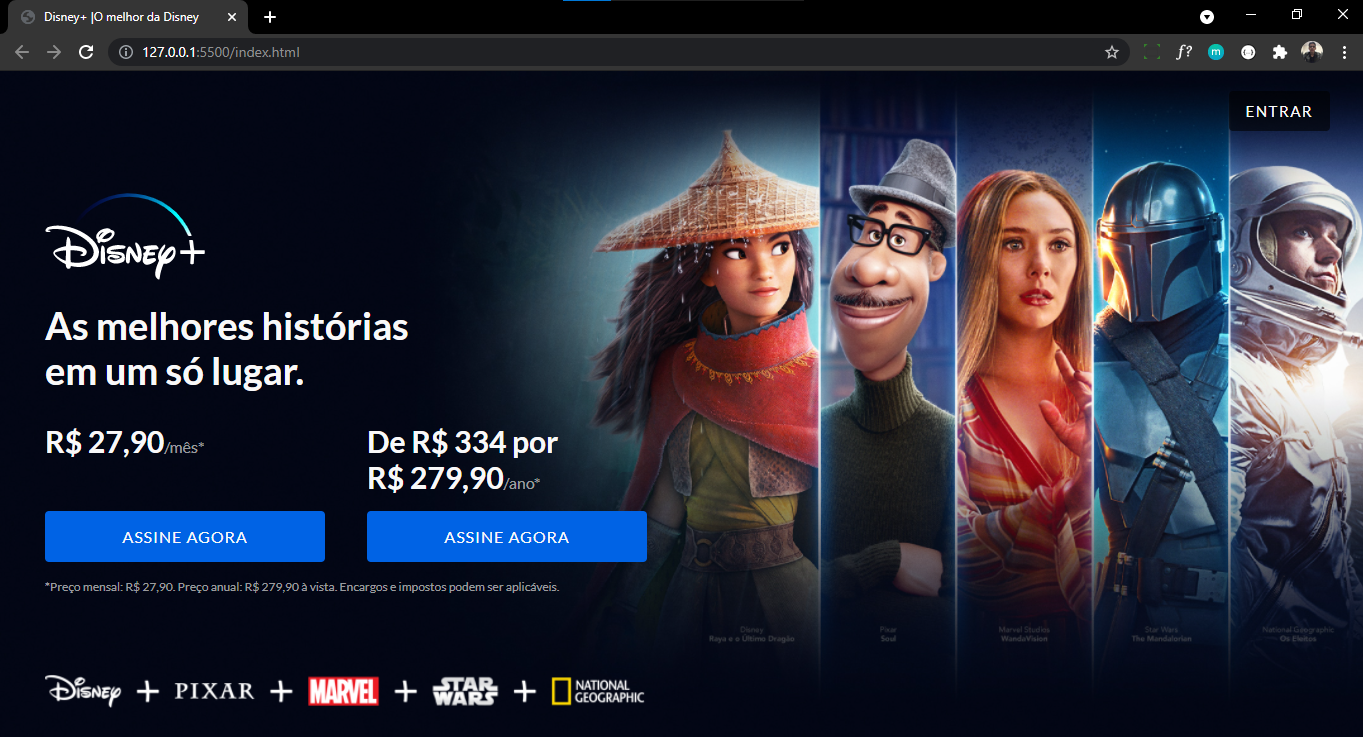 Disney+ |O melhor da Disney
127.0.0.1:5500/index.html
f?
m
ENTRAR
Disney+
As melhores histórias
em um só lugar.
R$ 27,90/mês*
De R$ 334 por
R$ 279,90/ano*
ASSINE AGORA
ASSINE AGORA
*Preço mensal: R$ 27,90. Preço anual: R$ 279,90 à vista. Encargos e impostos podem ser aplicáveis.
Disney
Raya e o Último Dragão
Pixar
Soul
Marvel Studios
WandaVision
Star Wars
The Mandalorian
National Geographic
Os Eleitos
Disney + PIXAR + MARVEL + STAR WARS + NATIONAL GEOGRAPHIC